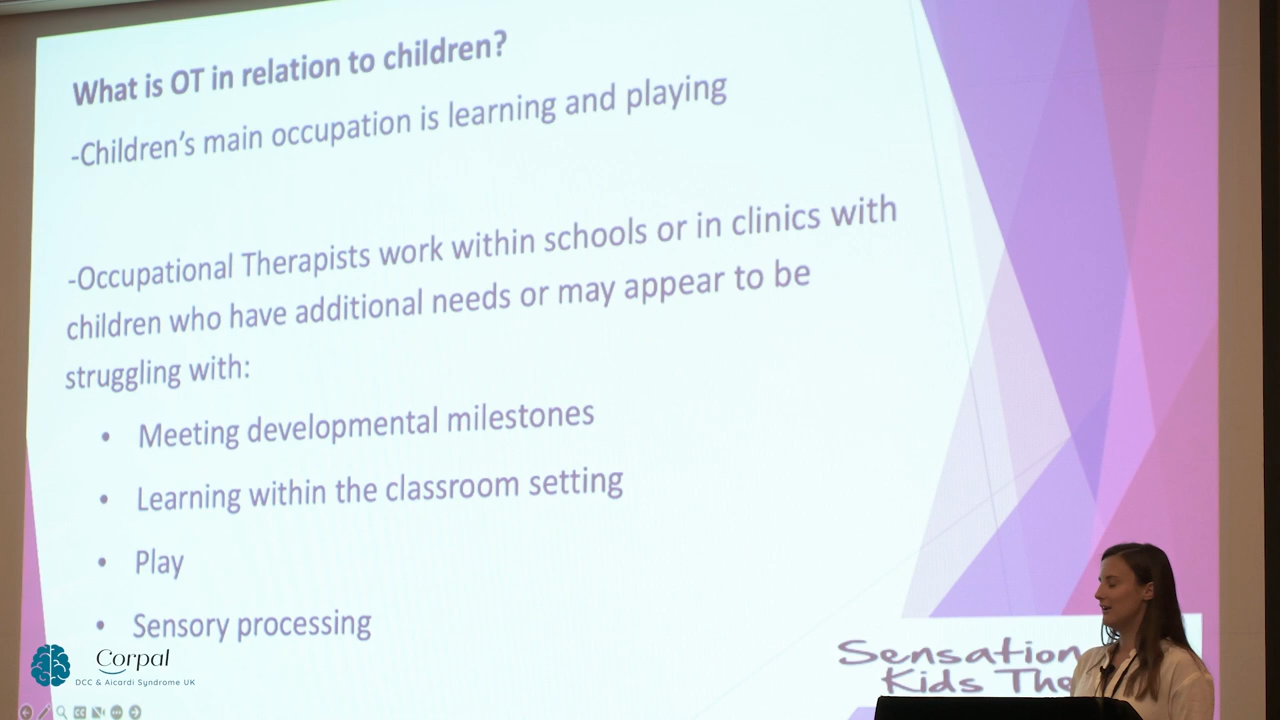 What is OT in relation to children?
-Children's main occupation is learning and playing
-Occupational Therapists work within schools or in clinics with
children who have additional needs or may appear to be
struggling with:
• Meeting developmental milestones
• Learning within the classroom setting
• Play
• Sensory processing
Corpal
DCC & Aicardi Syndrome UK
Sensation
Kids The